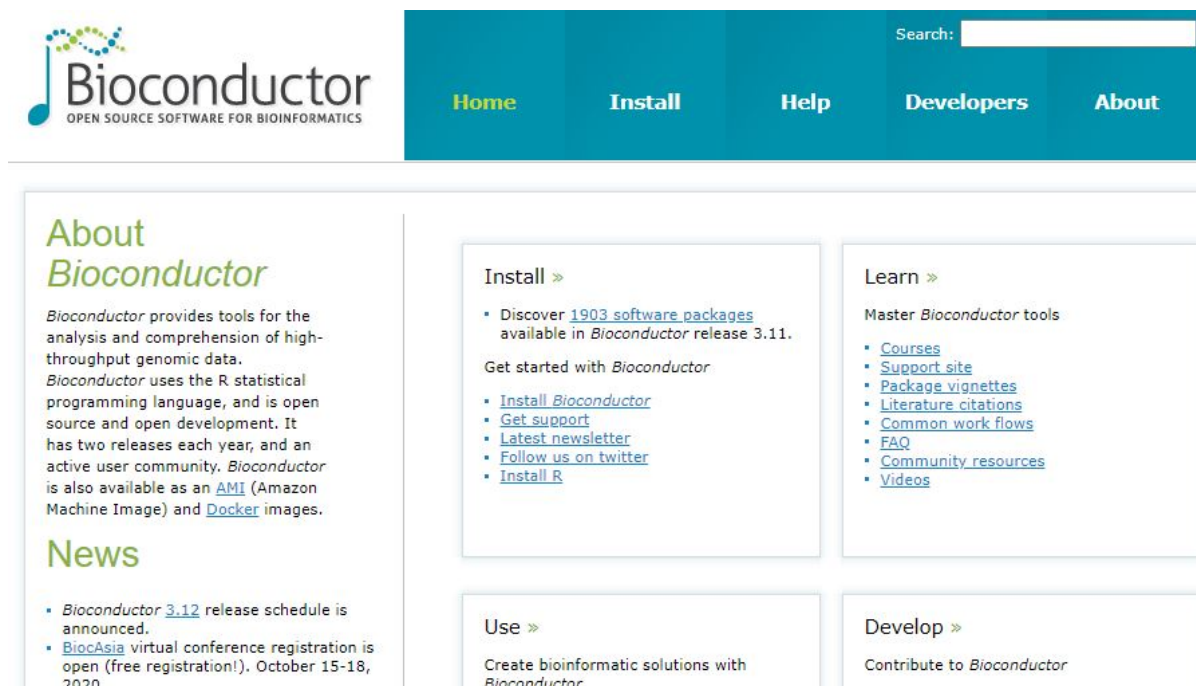 Bioconductor
OPEN SOURCE SOFTWARE FOR BIOINFORMATICS
Search:
Home Install Help Developers About
About
Bioconductor
Bioconductor provides tools for the
analysis and comprehension of high-
throughput genomic data.
Bioconductor uses the R statistical
programming language, and is open
source and open development. It
has two releases each year, and an
active user community. Bioconductor
is also available as an AMI (Amazon
Machine Image) and Docker images.
News
Bioconductor 3.12 release schedule is
announced.
BiocAsia virtual conference registration is
open (free registration!). October 15-18,
2020
Install »
Discover 1903 software packages
available in Bioconductor release 3.11.
Get started with Bioconductor
Install Bioconductor
Get support
Latest newsletter
Follow us on twitter
Install R
Learn »
Master Bioconductor tools
Courses
Support site
Package vignettes
Literature citations
Common work flows
FAQ
Community resources
Videos
Use »
Create bioinformatic solutions with
Bioconductor
Develop »
Contribute to Bioconductor